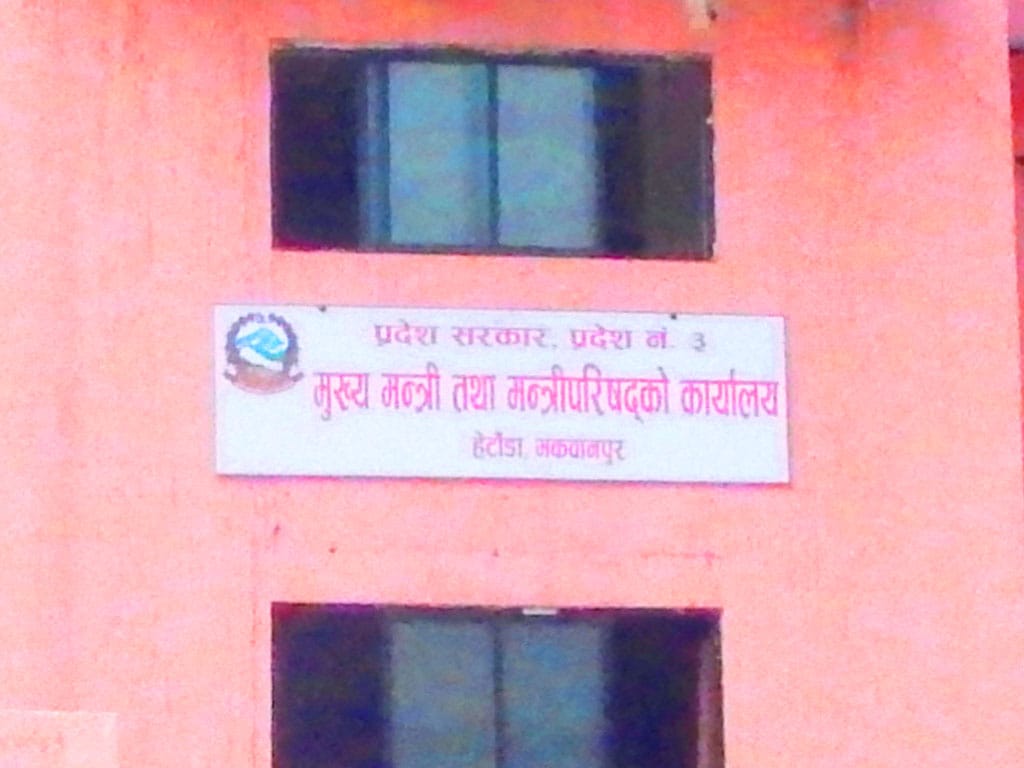 प्रदेश सरकार, प्रदेश नं. ३
मुख्य मन्त्री तथा मन्त्रीपरिषद्को कार्यालय
हेटौंडा, मकवानपुर